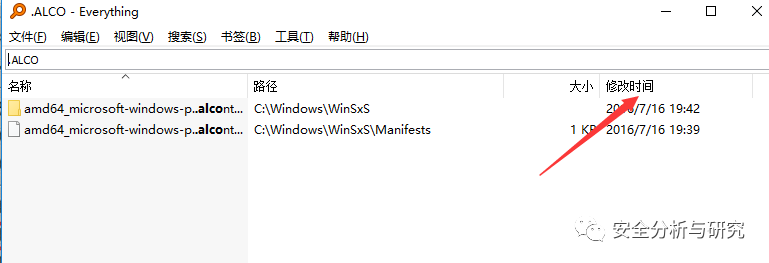 .ALCO - Everything
文件(F) 编辑(E) 视图(V) 搜索(S) 书签(B) 工具(T) 帮助(H)
.ALCO
名称 路径 大小 修改时间
amd64_microsoft-windows-p..alcont... C:\Windows\WinSxS 2016/7/16 19:42
amd64_microsoft-windows-p..alcont... C:\Windows\WinSxS\Manifests 1 KB 2016/7/16 19:39
安全分析与研究